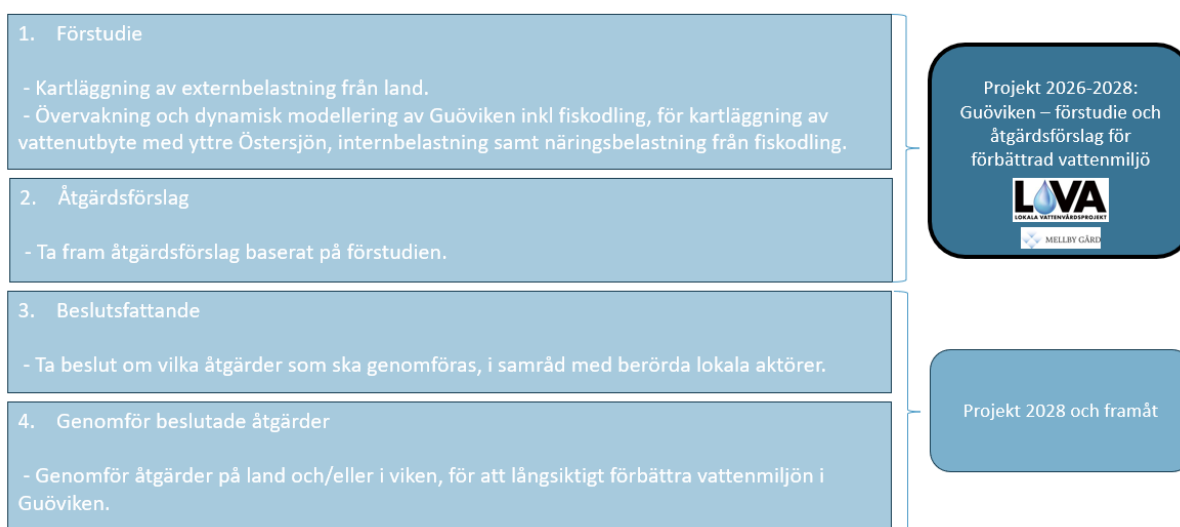 1. Förstudie
- Kartläggning av externbelastning från land.
- Övervakning och dynamisk modellering av Guöviken inkl fiskodling, för kartläggning av
vattenutbyte med yttre Östersjön, internbelastning samt näringsbelastning från fiskodling.
2. Åtgärdsförslag
- Ta fram åtgärdsförslag baserat på förstudien.
3. Beslutsfattande
- Ta beslut om vilka åtgärder som ska genomföras, i samråd med berörda lokala aktörer.
4. Genomför beslutade åtgärder
- Genomför åtgärder på land och/eller i viken, för att långsiktigt förbättra vattenmiljön i
Guöviken.
Projekt 2026-2028:
Guöviken – förstudie och
åtgärdsförslag för
förbättrad vattenmiljö
LOVA
LOKALA VATTENVÅRDSPROJEKT
MELLBY GÅRD
Projekt 2028 och framåt